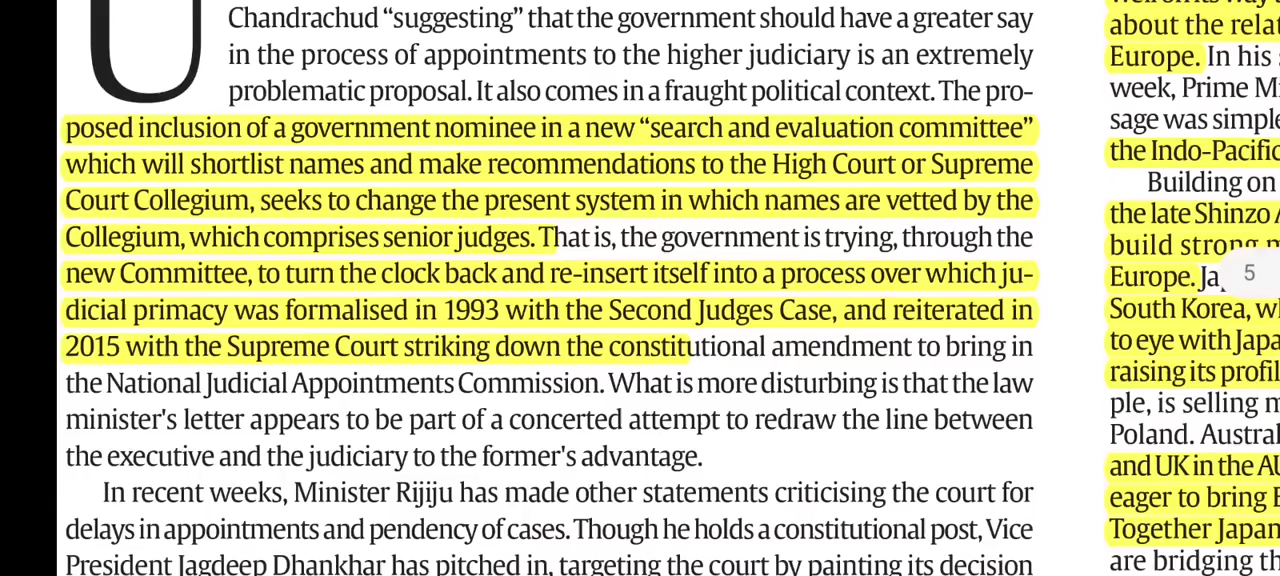 U
Chandrachud “suggesting” that the government should have a greater say
in the process of appointments to the higher judiciary is an extremely
problematic proposal. It also comes in a fraught political context. The pro-
posed inclusion of a government nominee in a new “search and evaluation committee”
which will shortlist names and make recommendations to the High Court or Supreme
Court Collegium, seeks to change the present system in which names are vetted by the
Collegium, which comprises senior judges. That is, the government is trying, through the
new Committee, to turn the clock back and re-insert itself into a process over which ju-
dicial primacy was formalised in 1993 with the Second Judges Case, and reiterated in
2015 with the Supreme Court striking down the constitutional amendment to bring in
the National Judicial Appointments Commission. What is more disturbing is that the law
minister's letter appears to be part of a concerted attempt to redraw the line between
the executive and the judiciary to the former's advantage.
In recent weeks, Minister Rijiju has made other statements criticising the court for
delays in appointments and pendency of cases. Though he holds a constitutional post, Vice
President Jagdeep Dhankhar has pitched in, targeting the court by painting its decision
about the relat
Europe. In his
week, Prime Mi
sage was simple
the Indo-Pacific
Building on
the late Shinzo A
build strong
Europe. Ja
5
South Korea, w
to eye with Japa
raising its profil
ple, is selling m
Poland. Austral
and UK in the AU
eager to bring E
Together Japan
are bridging th